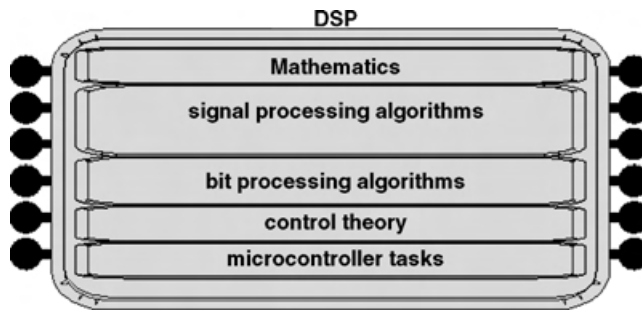 DSP
Mathematics
signal processing algorithms
bit processing algorithms
control theory
microcontroller tasks